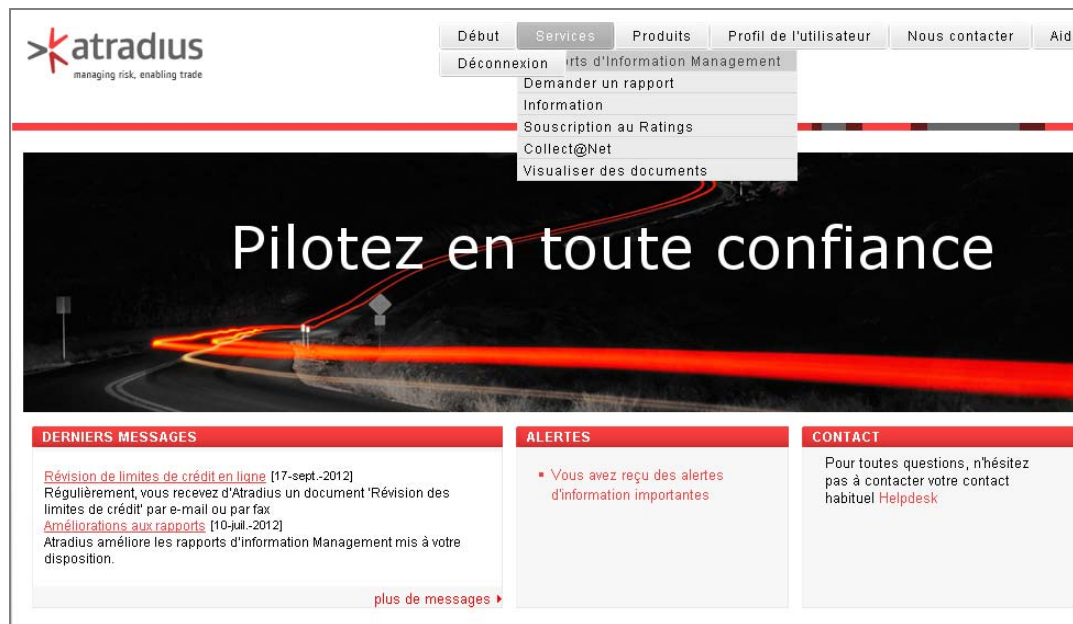 atradius
managing risk, enabling trade
Début Services Produits Profil de l'utilisateur Nous contacter Aid
Déconnexion rts d'Information Management
Demander un rapport
Information
Souscription au Ratings
Collect@Net
Visualiser des documents
Pilotez en toute confiance
DERNIERS MESSAGES
Révision de limites de crédit en ligne [17-sept.-2012]
Régulièrement, vous recevez d'Atradius un document 'Révision des
limites de crédit' par e-mail ou par fax
Améliorations aux rapports [10-juil.-2012]
Atradius améliore les rapports d'information Management mis à votre
disposition.
plus de messages
ALERTES
Vous avez reçu des alertes
d'information importantes
CONTACT
Pour toutes questions, n'hésitez
pas à contacter votre contact
habituel Helpdesk